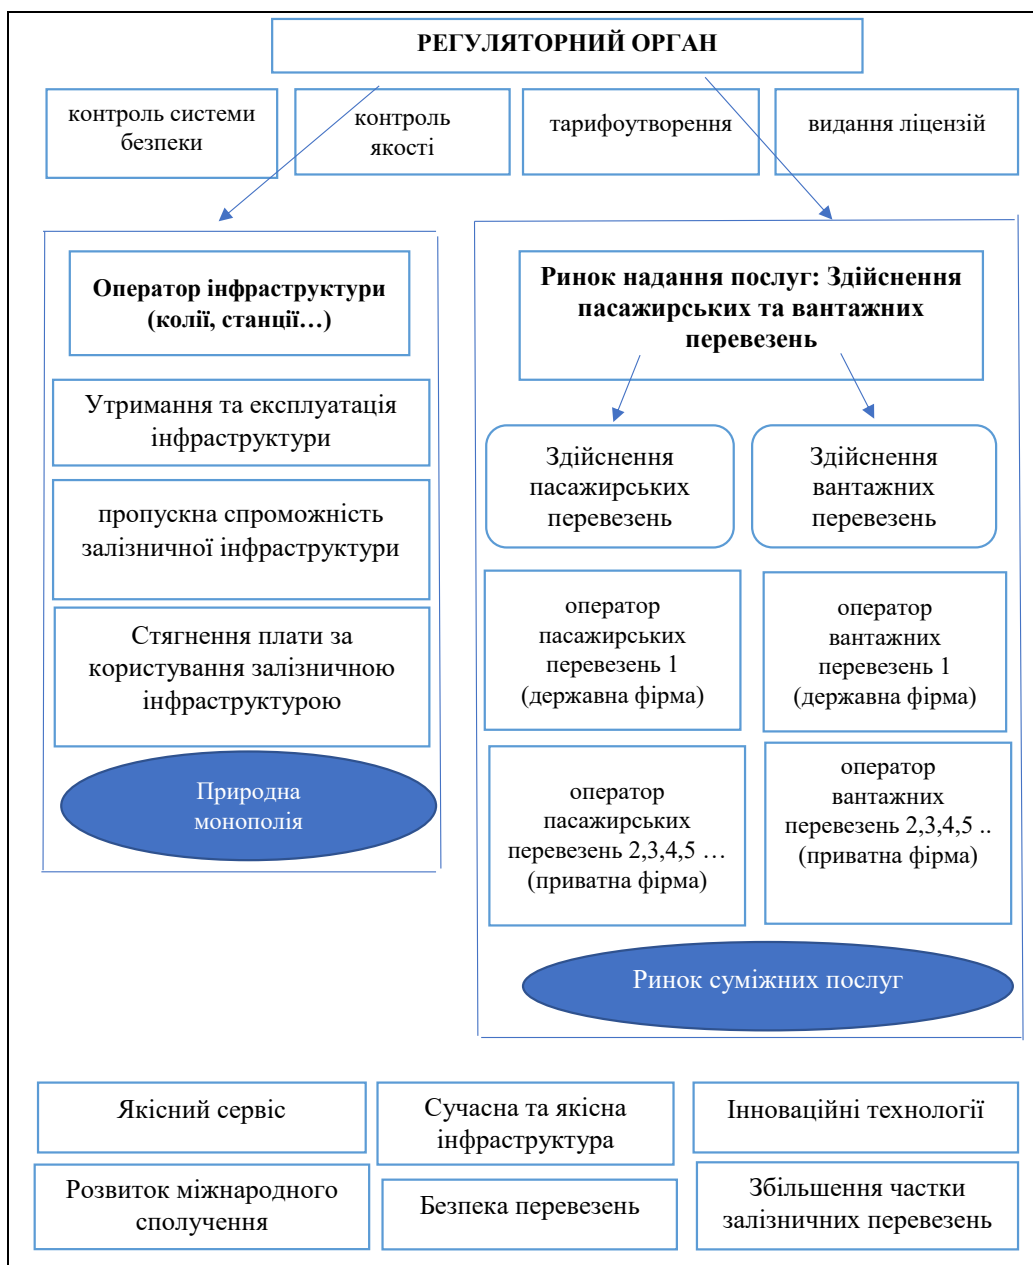 РЕГУЛЯТОРНИЙ ОРГАН
контроль системи
безпеки
контроль
якості
тарифоутворення
видання ліцензій
Оператор інфраструктури
(колії, станції…)
Утримання та експлуатація
інфраструктури
пропускна спроможність
залізничної інфраструктури
Стягнення плати за
користування залізничною
інфраструктурою
Природна
монополія
Ринок надання послуг: Здійснення
пасажирських та вантажних
перевезень
Здійснення
пасажирських
перевезень
Здійснення
вантажних
перевезень
оператор
пасажирських
перевезень 1
(державна фірма)
оператор
вантажних
перевезень 1
(державна фірма)
оператор
пасажирських
перевезень 2,3,4,5 …
(приватна фірма)
оператор
вантажних
перевезень 2,3,4,5 ..
(приватна фірма)
Ринок суміжних послуг
Якісний сервіс
Сучасна та якісна
інфраструктура
Інноваційні технології
Розвиток міжнародного
сполучення
Безпека перевезень
Збільшення частки
залізничних перевезень